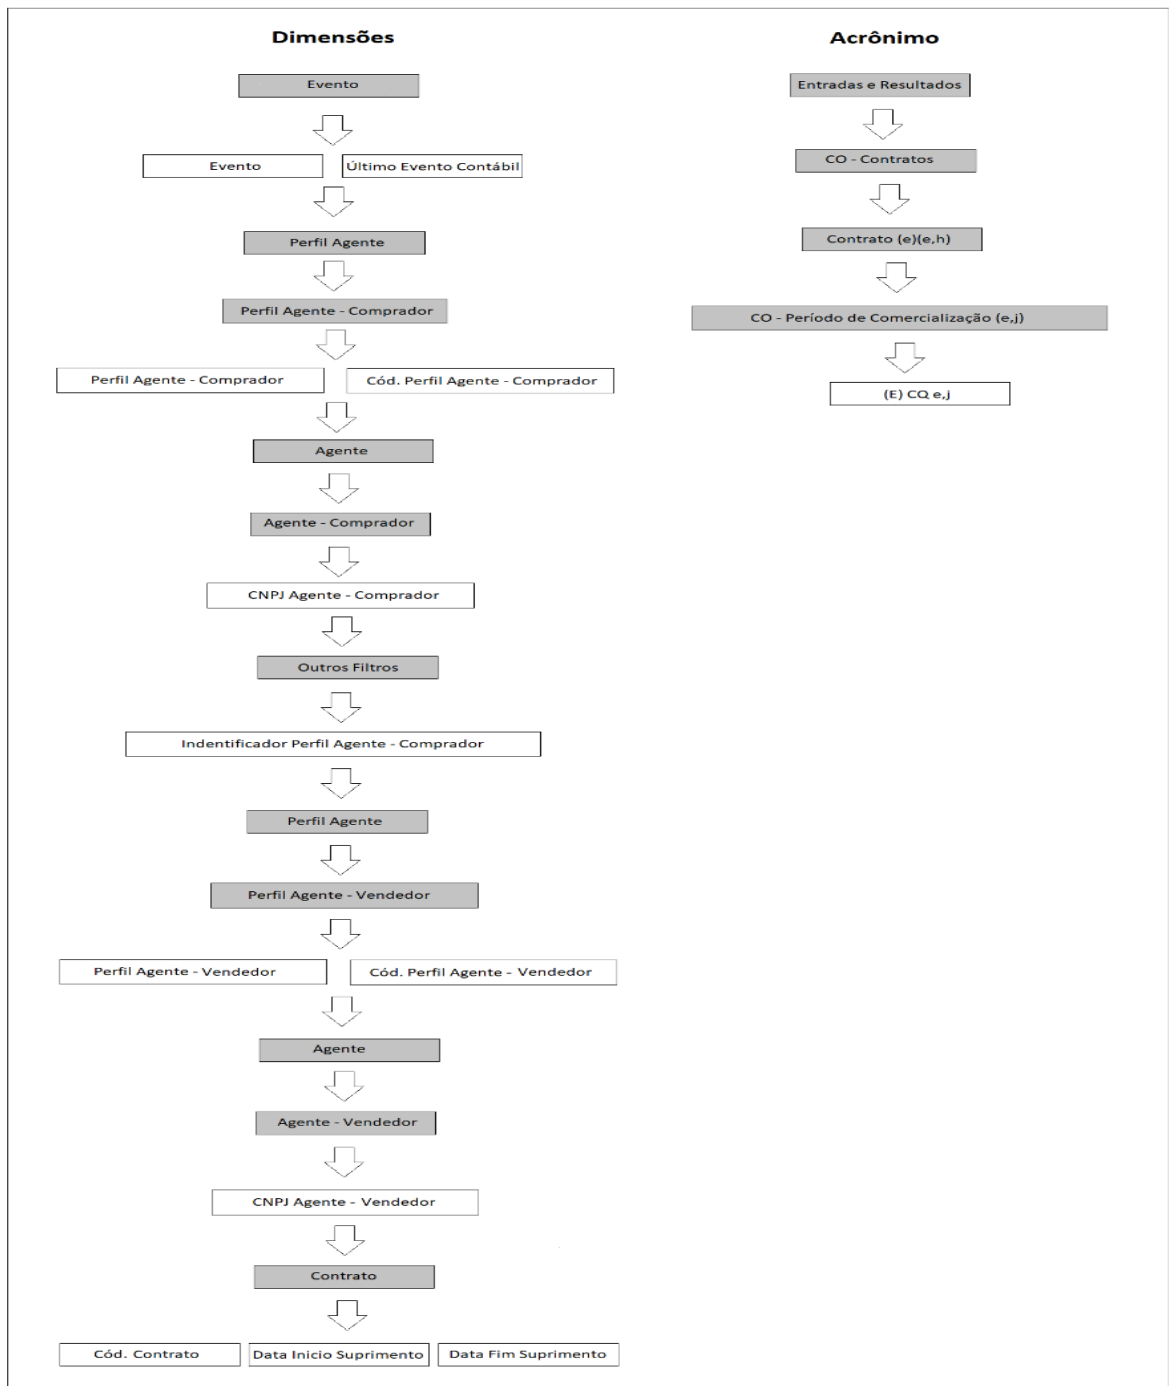 Dimensões
Evento
Evento
Último Evento Contábil
Perfil Agente
Perfil Agente - Comprador
Perfil Agente - Comprador
Cód. Perfil Agente - Comprador
Agente
Agente - Comprador
CNPJ Agente - Comprador
Outros Filtros
Indentificador Perfil Agente - Comprador
Perfil Agente
Perfil Agente - Vendedor
Perfil Agente - Vendedor
Cód. Perfil Agente - Vendedor
Agente
Agente - Vendedor
CNPJ Agente - Vendedor
Contrato
Cód. Contrato
Data Inicio Suprimento
Data Fim Suprimento
Acrônimo
Entradas e Resultados
CO - Contratos
Contrato (e)(e,h)
CO - Período de Comercialização (e,j)
(E) CQ e,j